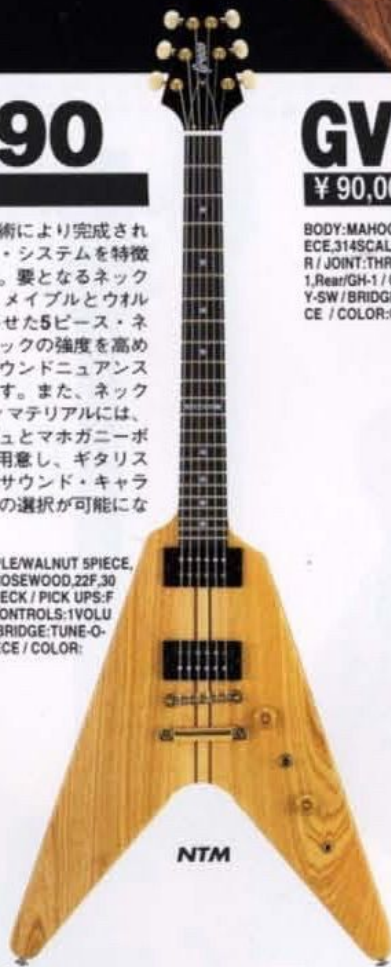 90
術により完成され
・システムを特徴
。要となるネック
メイプルとウォル
せた5ピース・ネ
ックの強度を高め
ウンドニュアンス
す。また、ネック
マテリアルには、
ュとマホガニーボ
用意し、ギタリス
サウンド・キャラ
の選択が可能にな
PLE/WALNUT 5PIECE,
OSEWOOD,22F,30
ECK / PICK UPS:F
ONTROLS:1VOLU
BRIDGE:TUNE-O-
ECE / COLOR:
Greco
NTM
GV
¥ 90,00
BODY:MAHOG
ECE,314SCAL
R / JOINT:THR
1,Rear/GH-1 / 
Y-SW / BRIDGE
CE / COLOR: